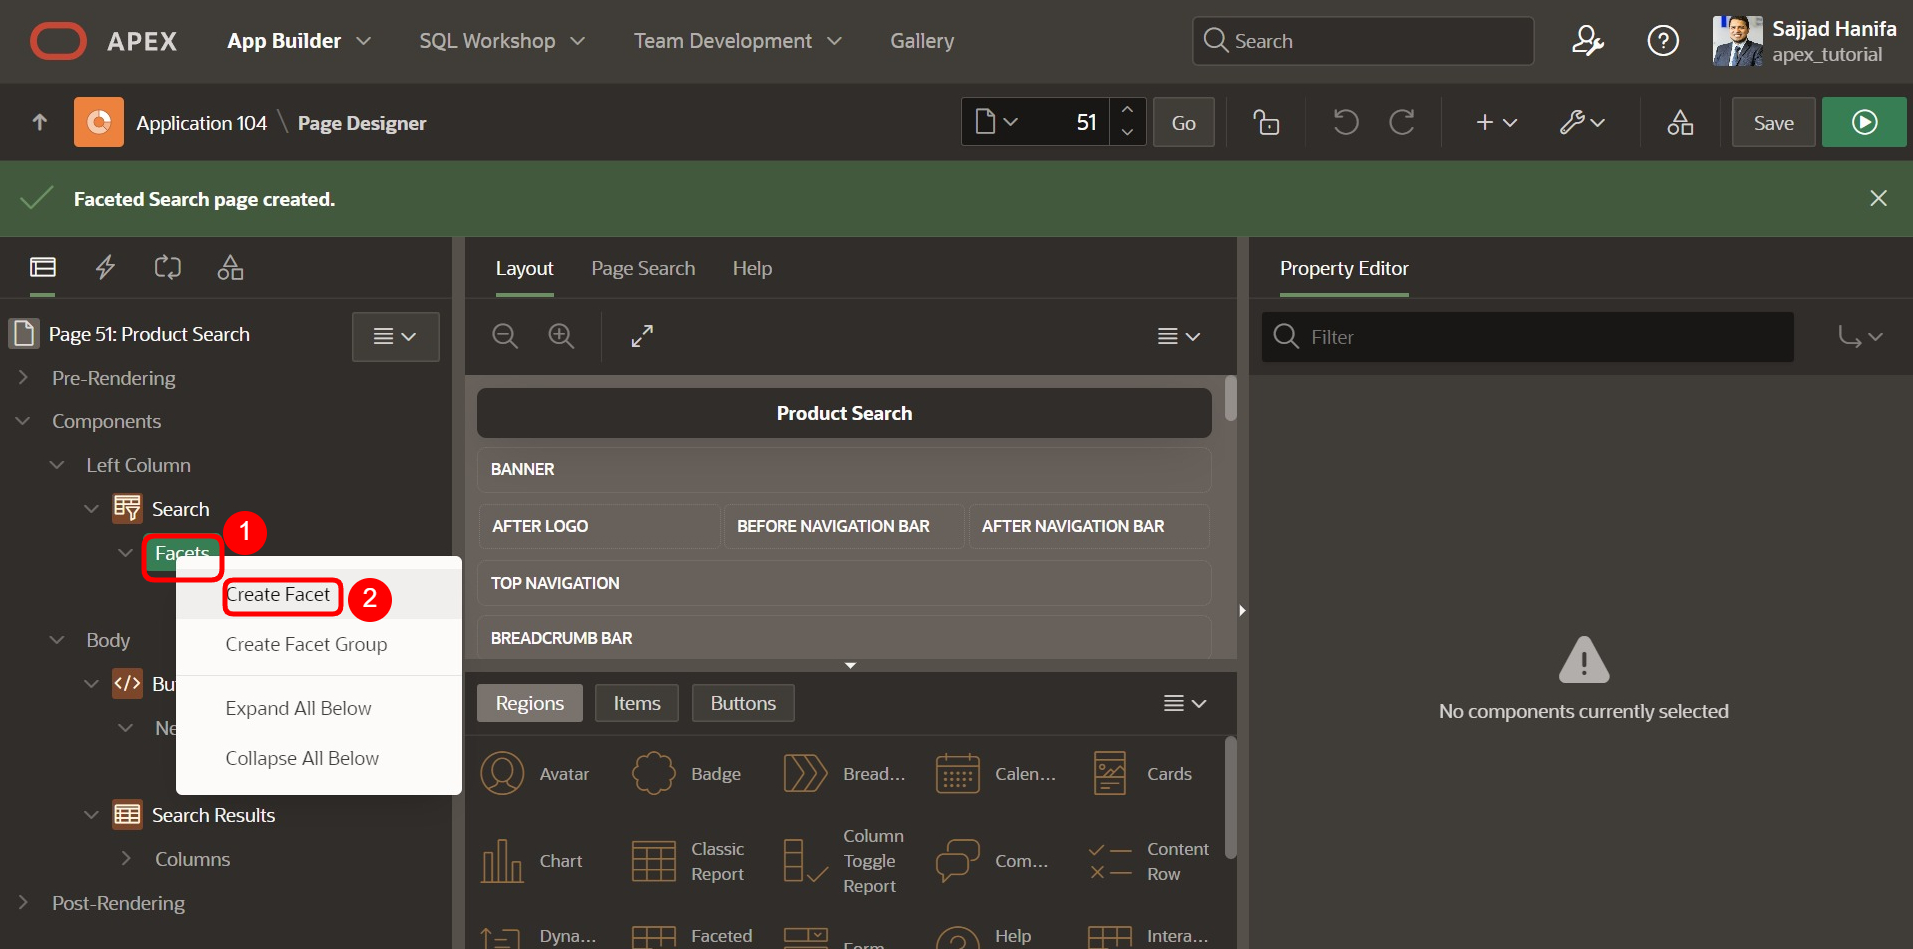 APEX App Builder SQL Workshop Team Development Gallery Search Sajjad Hanifa
apex_tutorial
Application 104 \ Page Designer 51 Go Save
Faceted Search page created.
Layout Page Search Help Property Editor
Page 51: Product Search
Filter
Pre-Rendering
Components
Left Column
Search
1
Facets
Create Facet
2
Create Facet Group
Expand All Below
Collapse All Below
Body
Search Results
Columns
Post-Rendering
Product Search
BANNER
AFTER LOGO BEFORE NAVIGATION BAR AFTER NAVIGATION BAR
TOP NAVIGATION
BREADCRUMB BAR
Regions Items Buttons
Avatar Badge Bread... Calen... Cards
Chart Classic Report Column Toggle Report Com... Content Row
Dyna... Faceted Help Intera...
No components currently selected